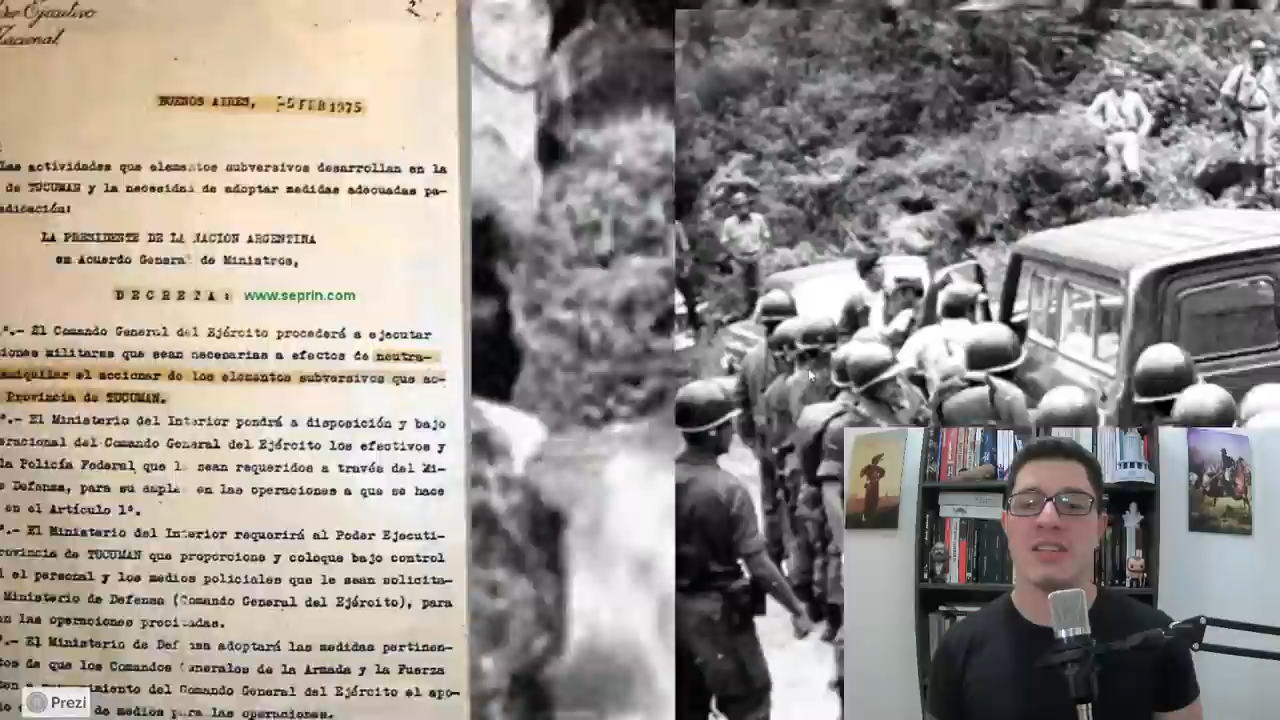 der Ejecutivo
Nacional
BUENOS AIRES, -5 FEB 1975
Las actividades que elementos subversivos desarrollan en la
de TUCUMAN y la necesidad de adoptar medidas adecuadas pa-
adicación:
LA PRESIDENTE DE LA NACION ARGENTINA
en Acuerdo General de Ministros,
DECRETA: www.seprin.com
º.- El Comando General del Ejército procederá a ejecutar
iones militares que sean necesarias a efectos de neutra-
aniquilar el accionar de los elementos subversivos que ac-
Provincia de TUCUMAN.
º.- El Ministerio del Interior pondrá a disposición y bajo
eracional del Comando General del Ejército los efectivos y
la Policía Federal que le sean requeridos a través del Mi-
e Defensa, para su empleo en las operaciones a que se hace
en el Artículo 1º.
º.- El Ministerio del Interior requerirá al Poder Ejecuti-
rovincia de TUCUMAN que proporcione y coloque bajo control
l el personal y los medios policiales que le sean solicita-
Ministerio de Defensa (Comando General del Ejército), para
en las operaciones precitadas.
º.- El Ministerio de Defensa adoptará las medidas pertinen-
tos de que los Comandos Generales de la Armada y la Fuerza
imiento del Comando General del Ejército el apo-
de medios para las operaciones.
Prezi